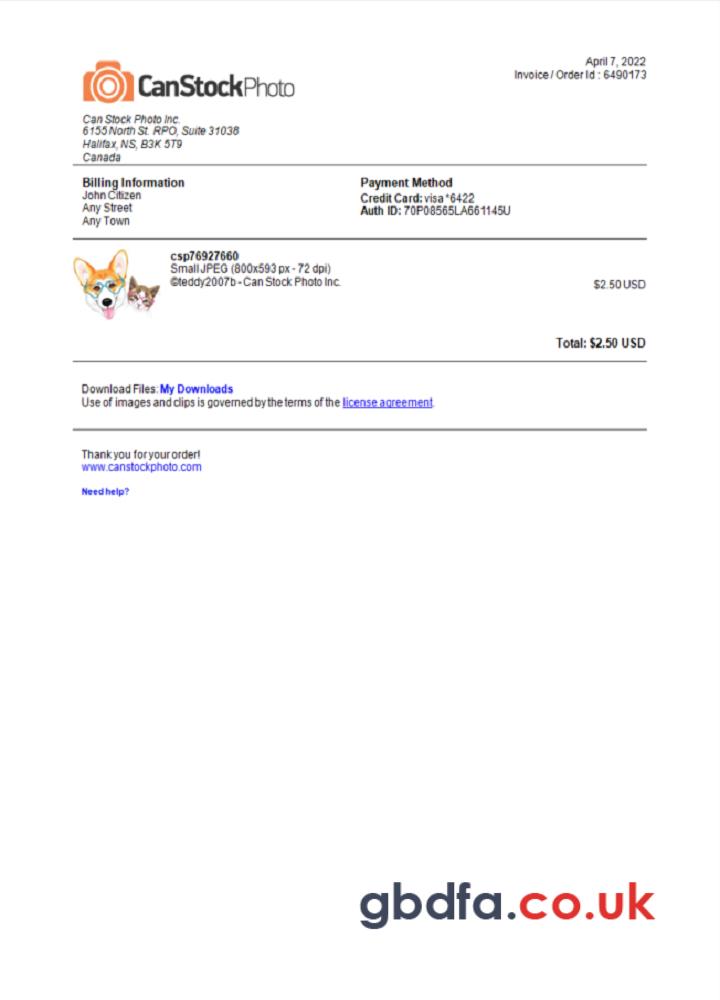 April 7, 2022
Invoice / Order Id : 6490173
CanStockPhoto
Can Stock Photo Inc.
6155 North St. RPO, Suite 31038
Halifax, NS, B3K 5T9
Canada
Billing Information
John Citizen
Any Street
Any Town
Payment Method
Credit Card: visa *6422
Auth ID: 70P08565LA661145U
csp76927660
Small JPEG (800x593 px - 72 dpi)
©teddy2007b - Can Stock Photo Inc.
$2.50 USD
Total: $2.50 USD
Download Files: My Downloads
Use of images and clips is governed by the terms of the license agreement.
Thank you for your order!
www.canstockphoto.com
Need help?
gbdfa.co.uk